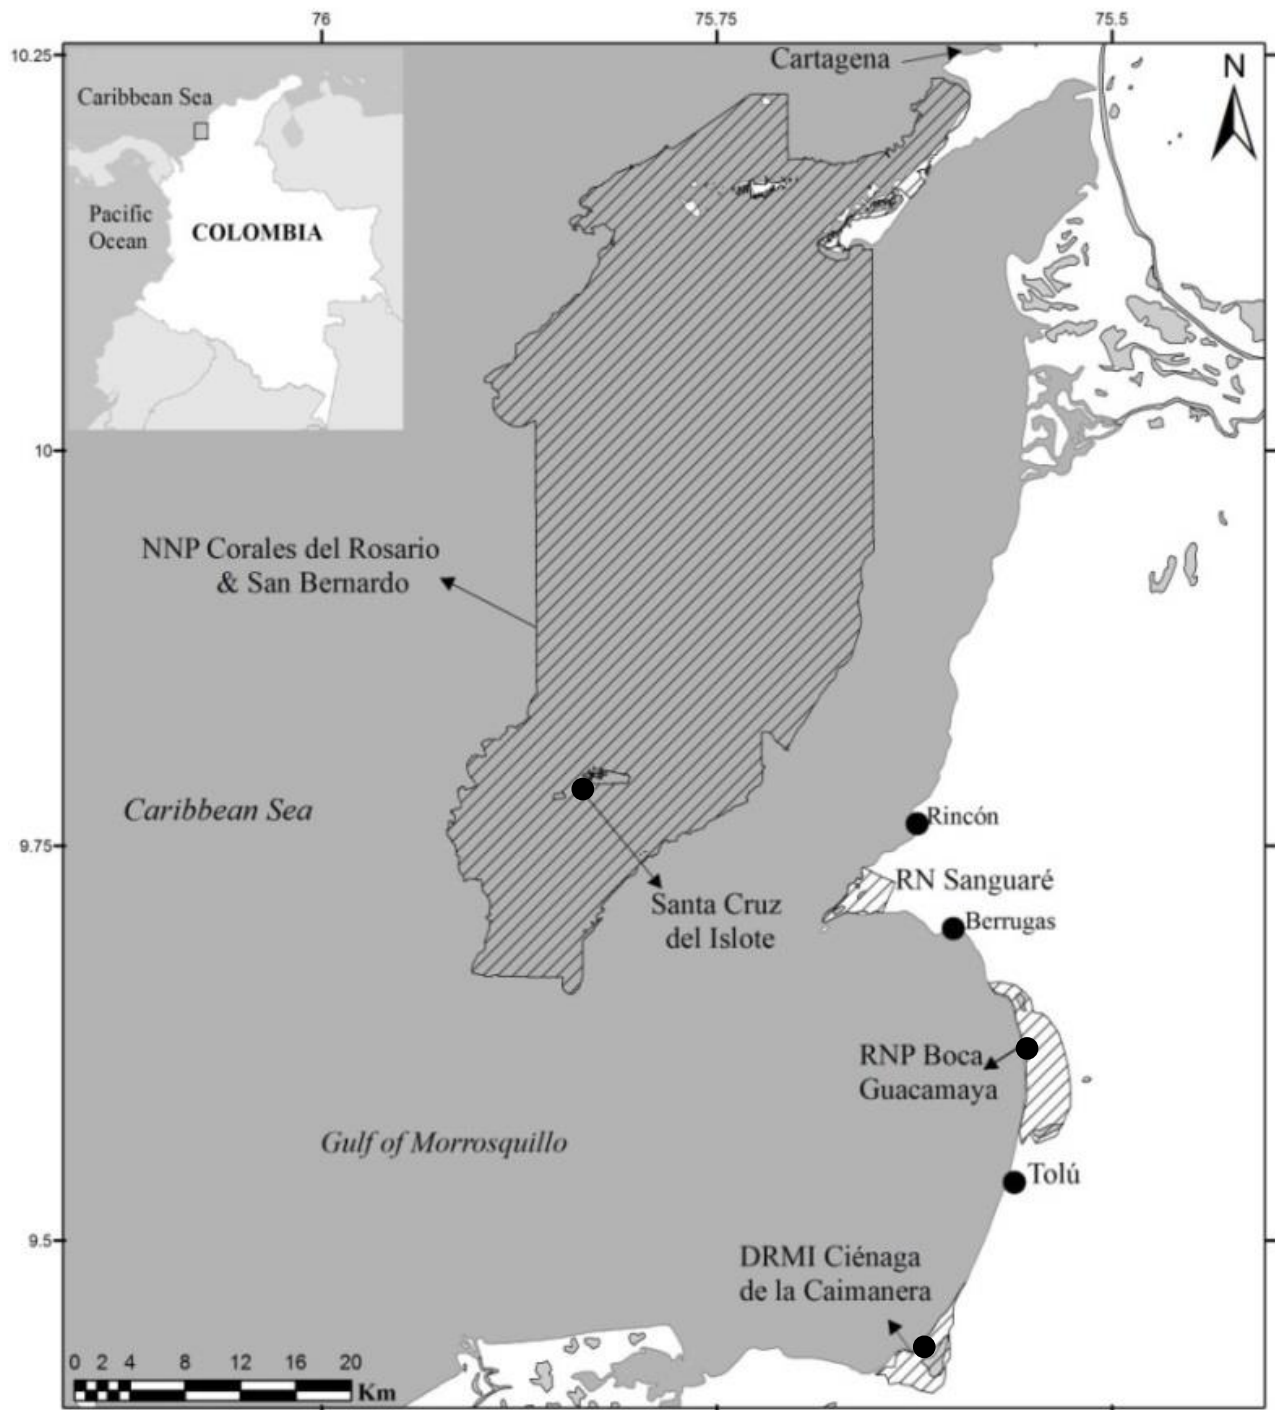 76
75.75
75.5
10.25
Cartagena
N
Caribbean Sea
Pacific
Ocean
COLOMBIA
10
NNP Corales del Rosario
& San Bernardo
Caribbean Sea
Rincón
9.75
RN Sanguaré
Santa Cruz
del Islote
Berrugas
RNP Boca
Guacamaya
Gulf of Morrosquillo
Tolú
9.5
DRMI Ciénaga
de la Caimanera
0 2 4 8 12 16 20
Km